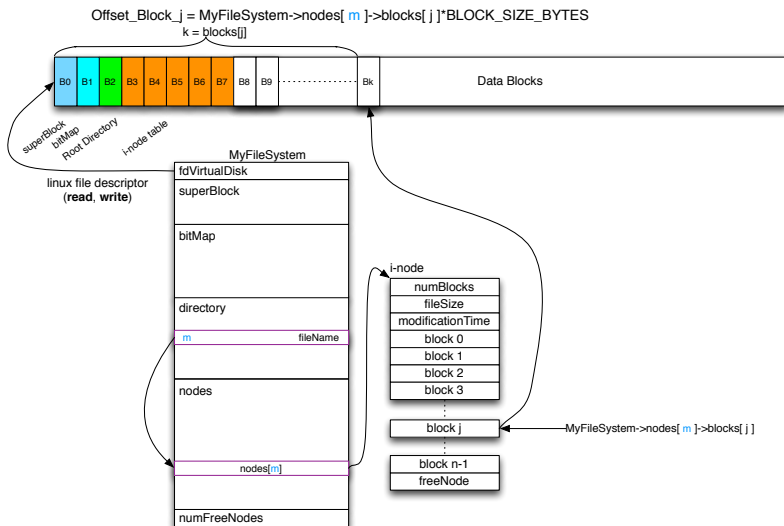 Offset_Block_j = MyFileSystem->nodes[ m ]->blocks[ j ]*BLOCK_SIZE_BYTES
k = blocks[j]
B0 B1 B2 B3 B4 B5 B6 B7 B8 B9 Bk Data Blocks
superBlock
bitMap
Root Directory
i-node table
MyFileSystem
fdVirtualDisk
linux file descriptor
(read, write)
superBlock
bitMap
directory
m fileName
nodes
nodes[m]
numFreeNodes
i-node
numBlocks
fileSize
modificationTime
block 0
block 1
block 2
block 3
block j
MyFileSystem->nodes[ m ]->blocks[ j ]
block n-1
freeNode